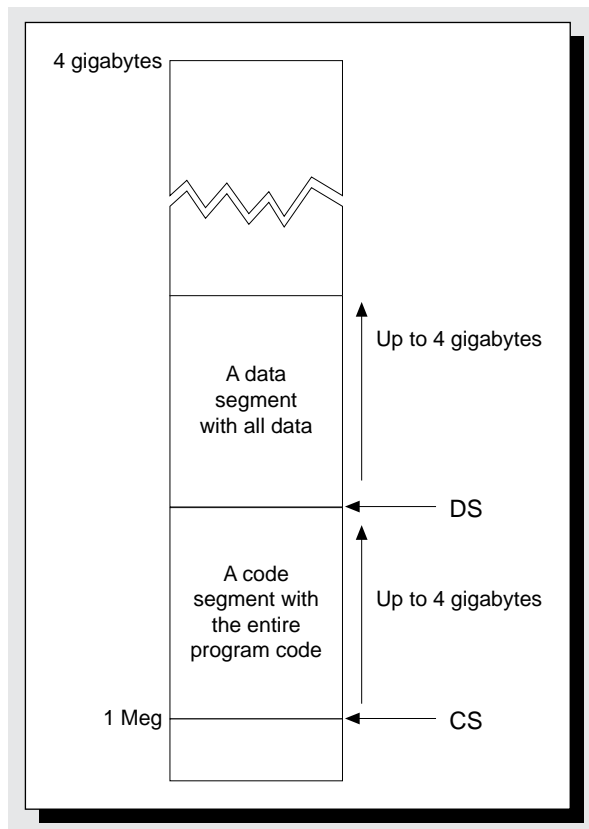 4 gigabytes
Up to 4 gigabytes
A data
segment
with all data
DS
A code
segment with
the entire
program code
Up to 4 gigabytes
1 Meg
CS